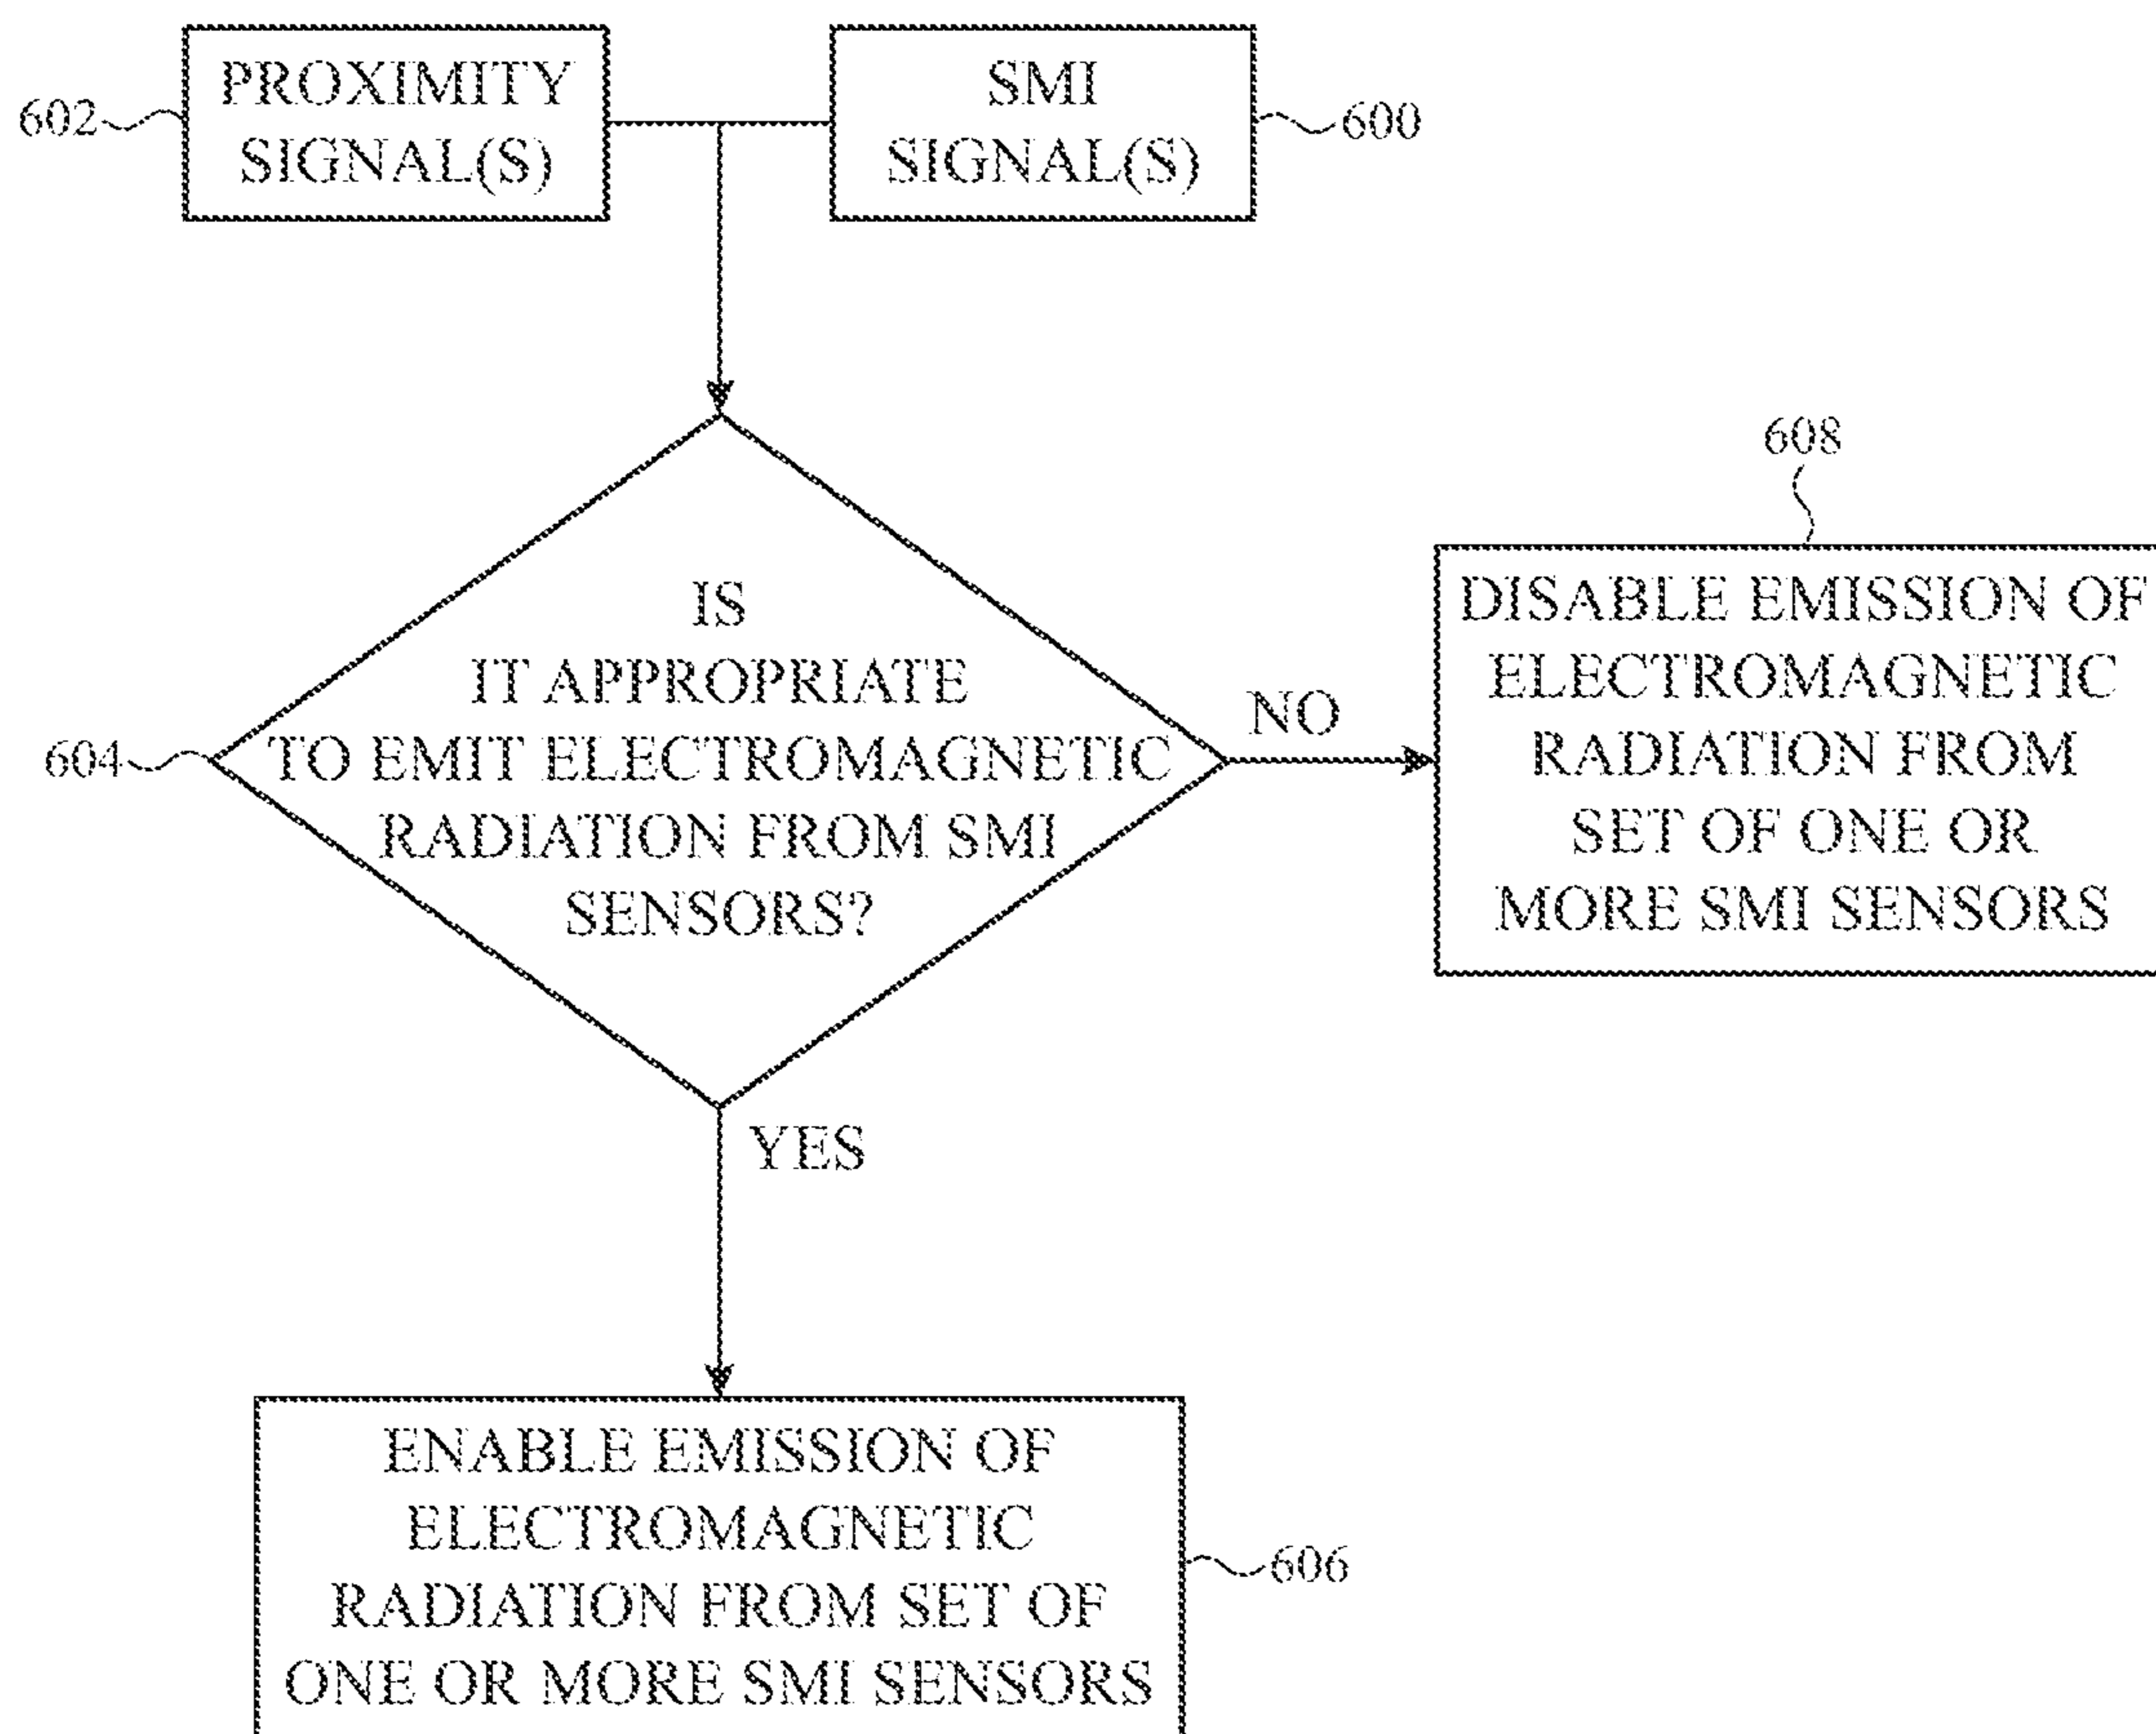 602
PROXIMITY
SIGNAL(S)
SMI
SIGNAL(S)
600
604
IS
IT APPROPRIATE
TO EMIT ELECTROMAGNETIC
RADIATION FROM SMI
SENSORS?
NO
608
DISABLE EMISSION OF
ELECTROMAGNETIC
RADIATION FROM
SET OF ONE OR
MORE SMI SENSORS
YES
ENABLE EMISSION OF
ELECTROMAGNETIC
RADIATION FROM SET OF
ONE OR MORE SMI SENSORS
606